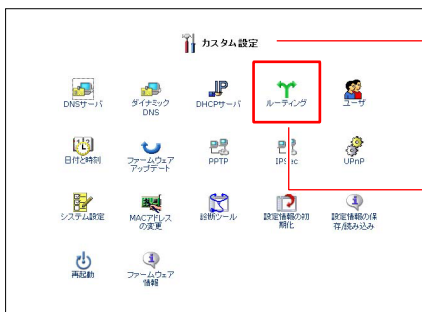 カスタム設定
DNSサーバ
ダイナミック
DNS
DHCPサーバ
ルーティング
ユーザ
日付と時刻
ファームウェア
アップデート
PPTP
IPSec
UPnP
システム設定
MACアドレス
の変更
診断ツール
設定情報の初
期化
設定情報の保
存/読み込み
再起動
ファームウェア
情報